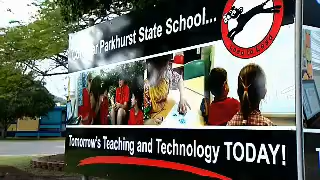 Parkhurst State School...
Tomorrow's Teaching and Technology TODAY!